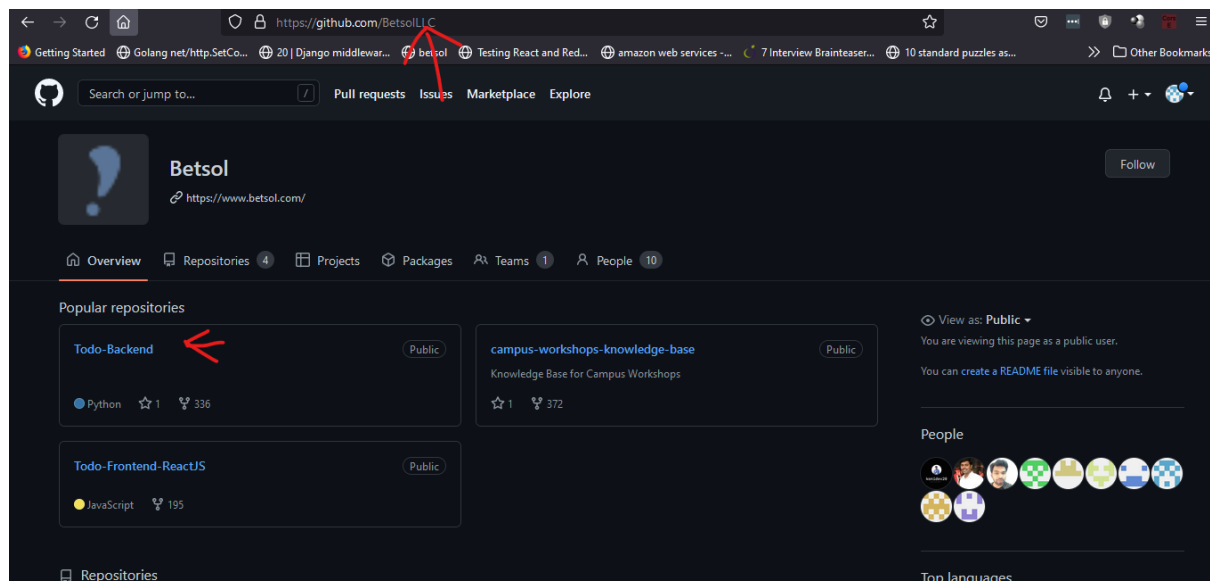 https://github.com/BetsolLLC
Getting Started Golang net/http.SetCo... 20 | Django middlewar... betsol Testing React and Red... amazon web services -... 7 Interview Brainteaser... 10 standard puzzles as... Other Bookmarks
Search or jump to... / Pull requests Issues Marketplace Explore
Betsol
Follow
https://www.betsol.com/
Overview Repositories 4 Projects Packages Teams 1 People 10
Popular repositories
Todo-Backend Public
Python 1 336
campus-workshops-knowledge-base Public
Knowledge Base for Campus Workshops
1 372
Todo-Frontend-ReactJS Public
JavaScript 195
Repositories
View as: Public
You are viewing this page as a public user.
You can create a README file visible to anyone.
People
Top languages